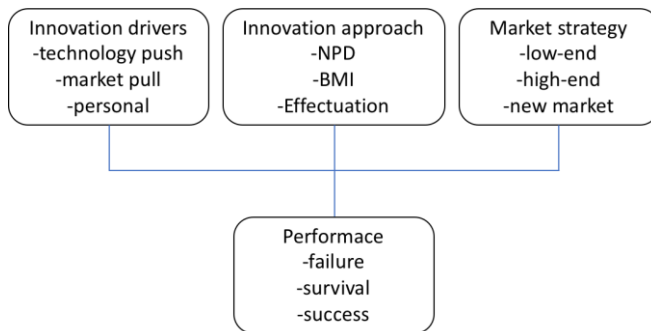 Innovation drivers
-technology push
-market pull
-personal
Innovation approach
-NPD
-BMI
-Effectuation
Market strategy
-low-end
-high-end
-new market
Performace
-failure
-survival
-success